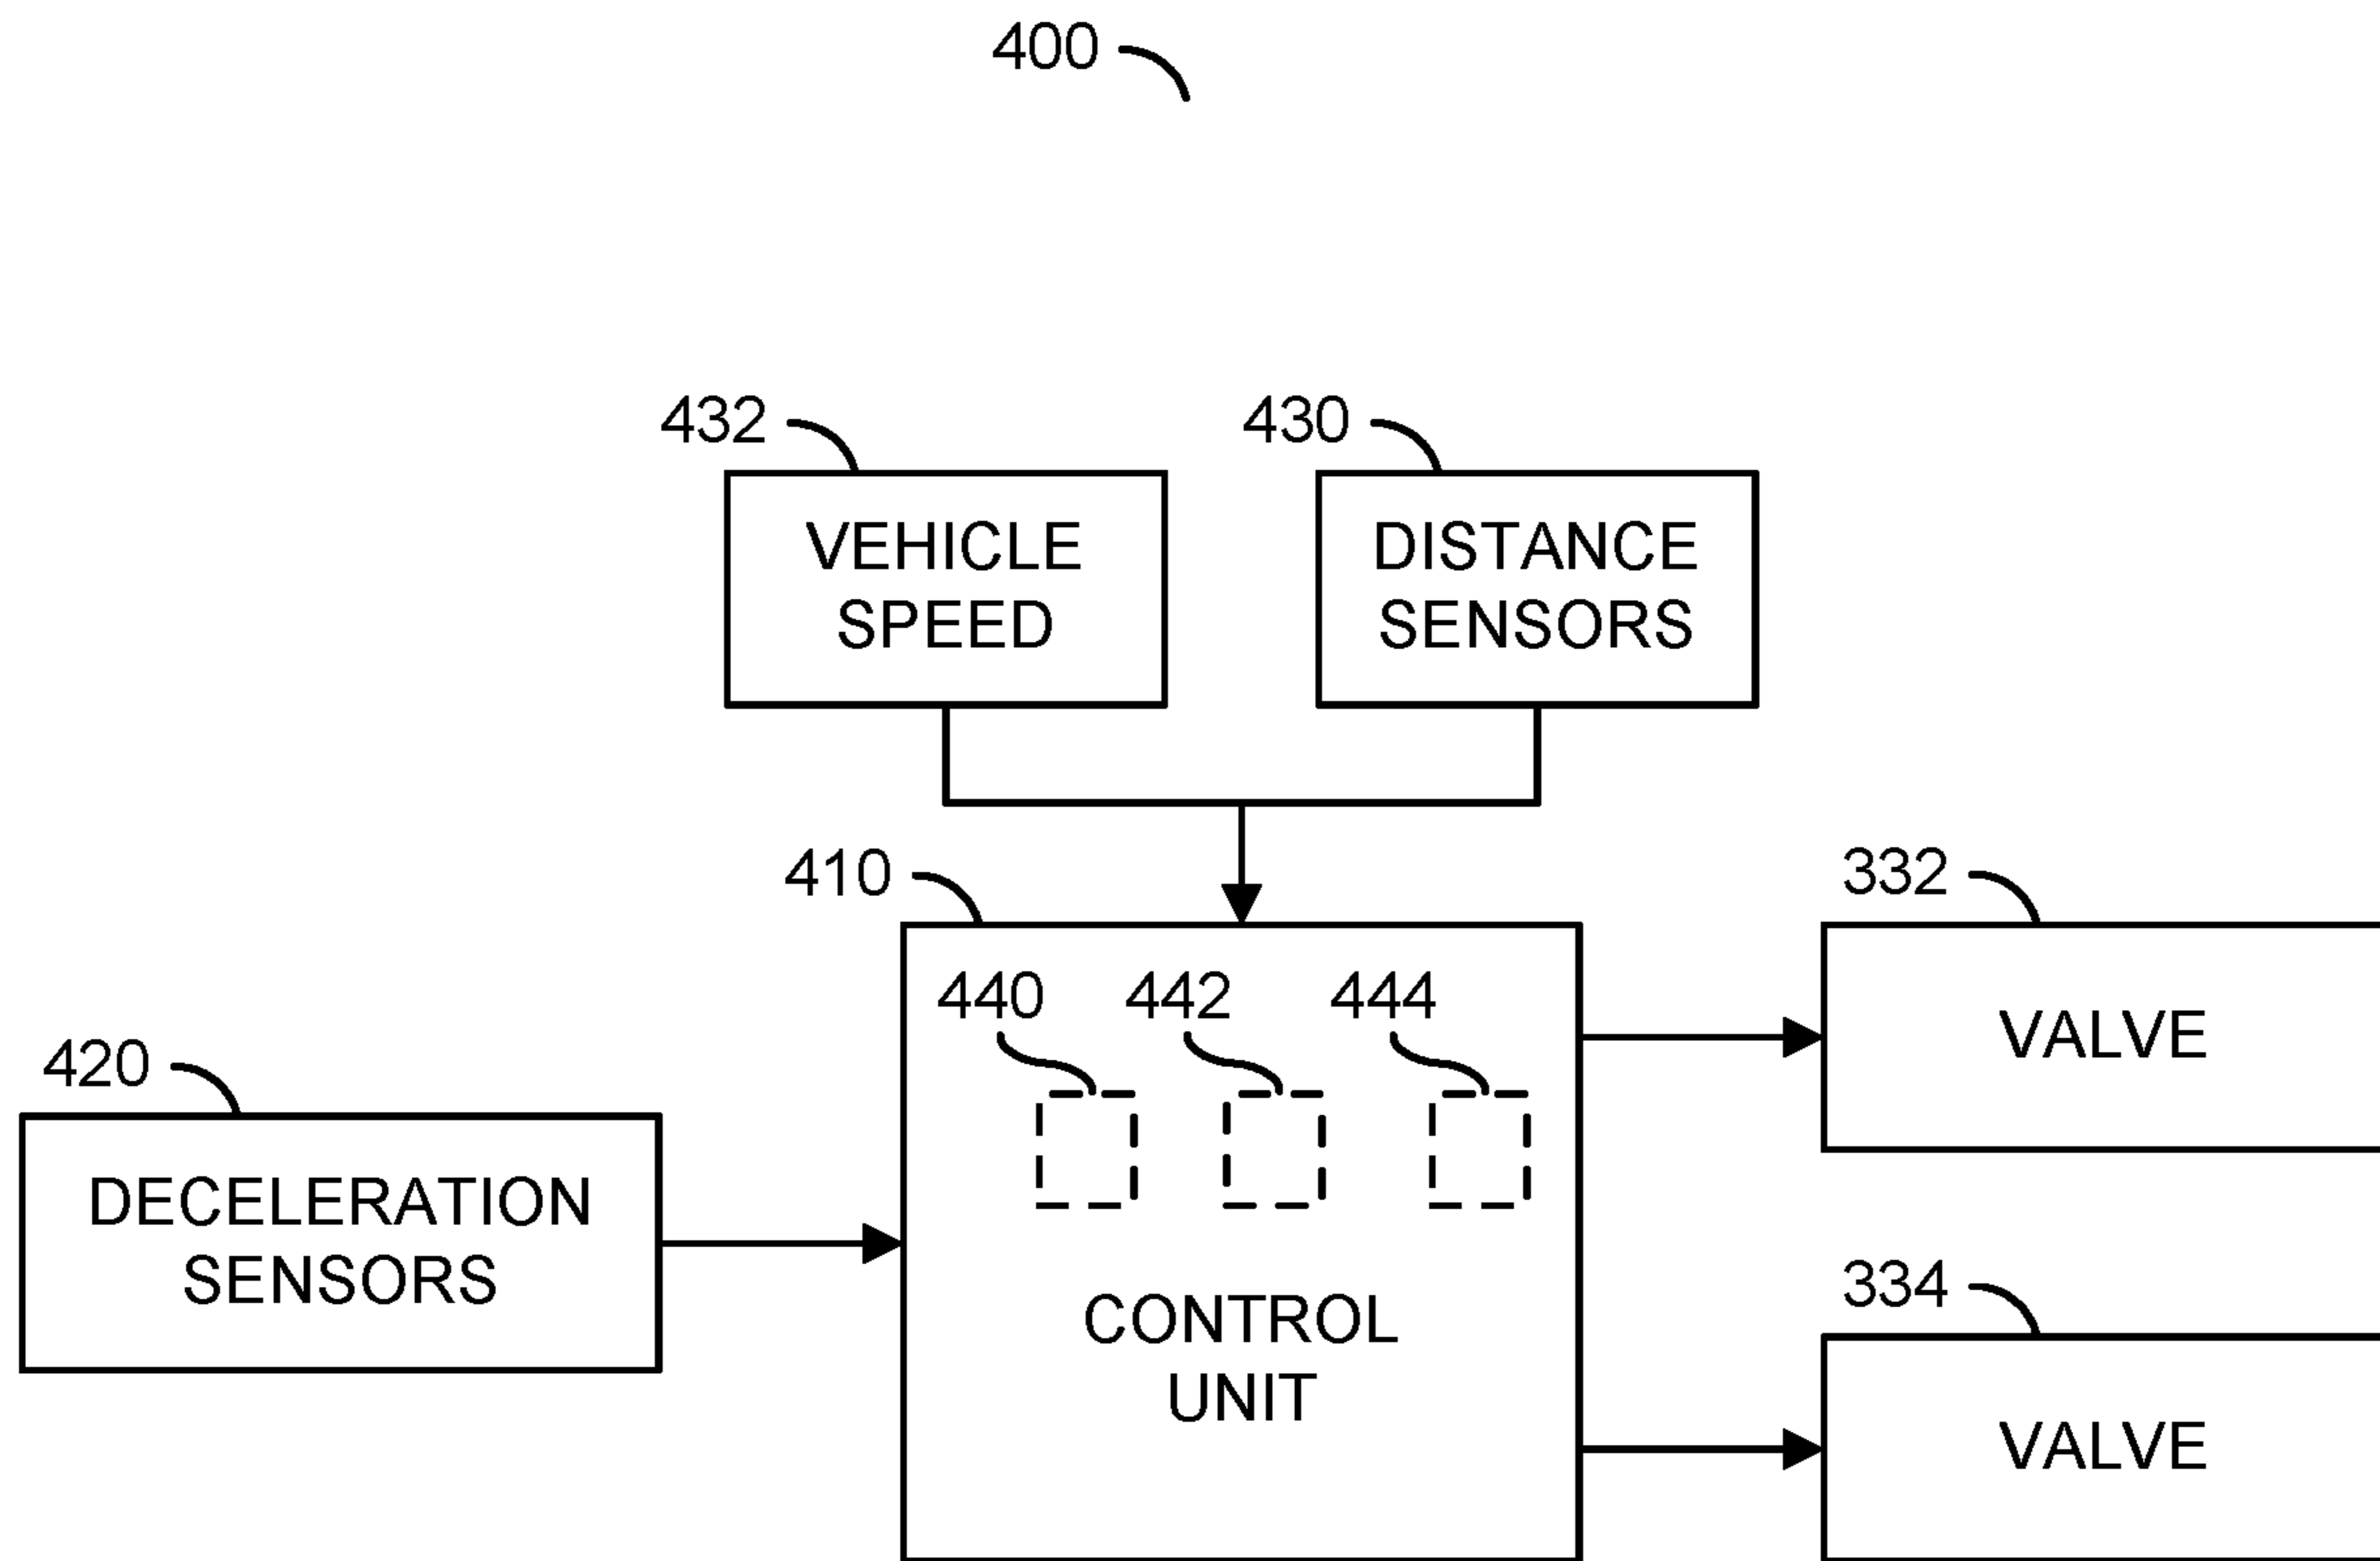 400
432
430
VEHICLE
SPEED
DISTANCE
SENSORS
410
332
440
442
444
VALVE
420
DECELERATION
SENSORS
CONTROL
UNIT
334
VALVE